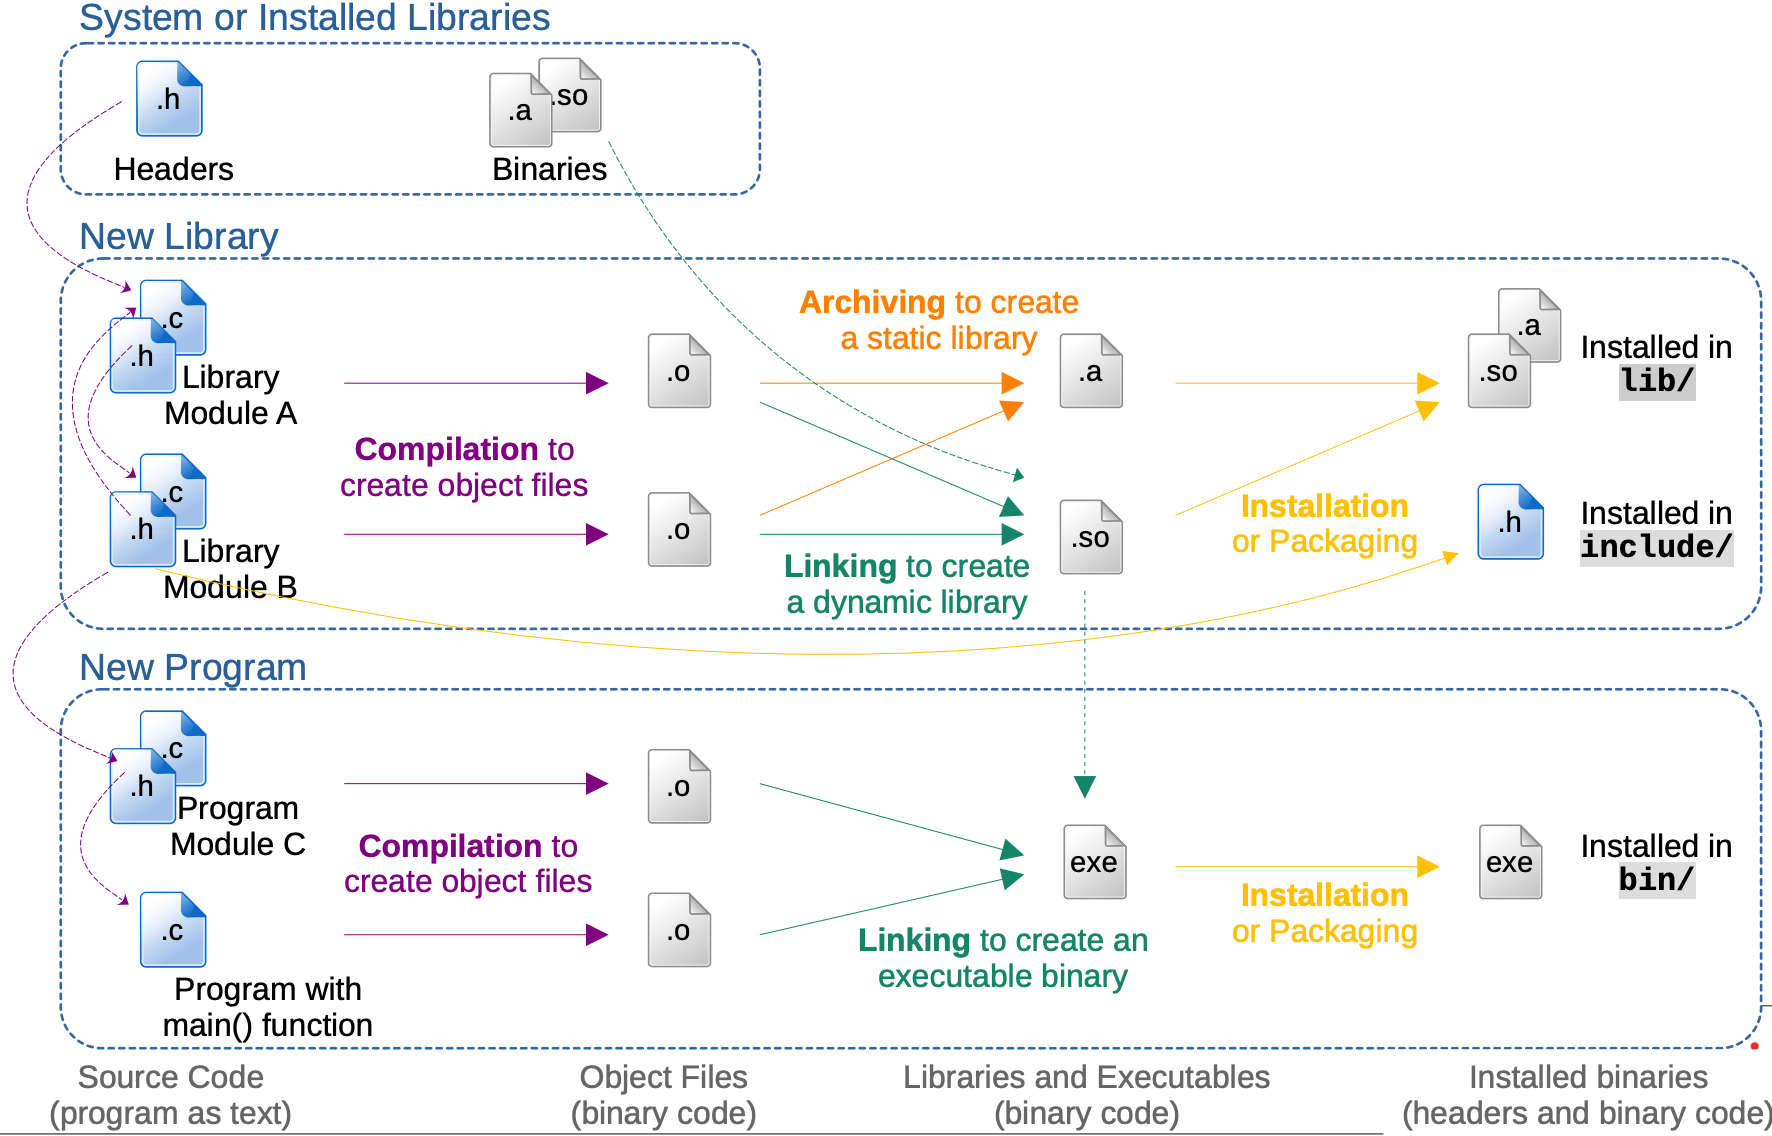 System or Installed Libraries
.h
.a
.so
Headers
Binaries
New Library
.c
.h
Library
Module A
Compilation to
create object files
.c
.h
Library
Module B
.o
.o
Archiving to create
a static library
.a
.so
Linking to create
a dynamic library
Installation
or Packaging
.a
.so
Installed in
lib/
.h
Installed in
include/
New Program
.c
.h
Program
Module C
Compilation to
create object files
.c
Program with
main() function
.o
.o
exe
Linking to create an
executable binary
Installation
or Packaging
exe
Installed in
bin/
Source Code
(program as text)
Object Files
(binary code)
Libraries and Executables
(binary code)
Installed binaries
(headers and binary code)